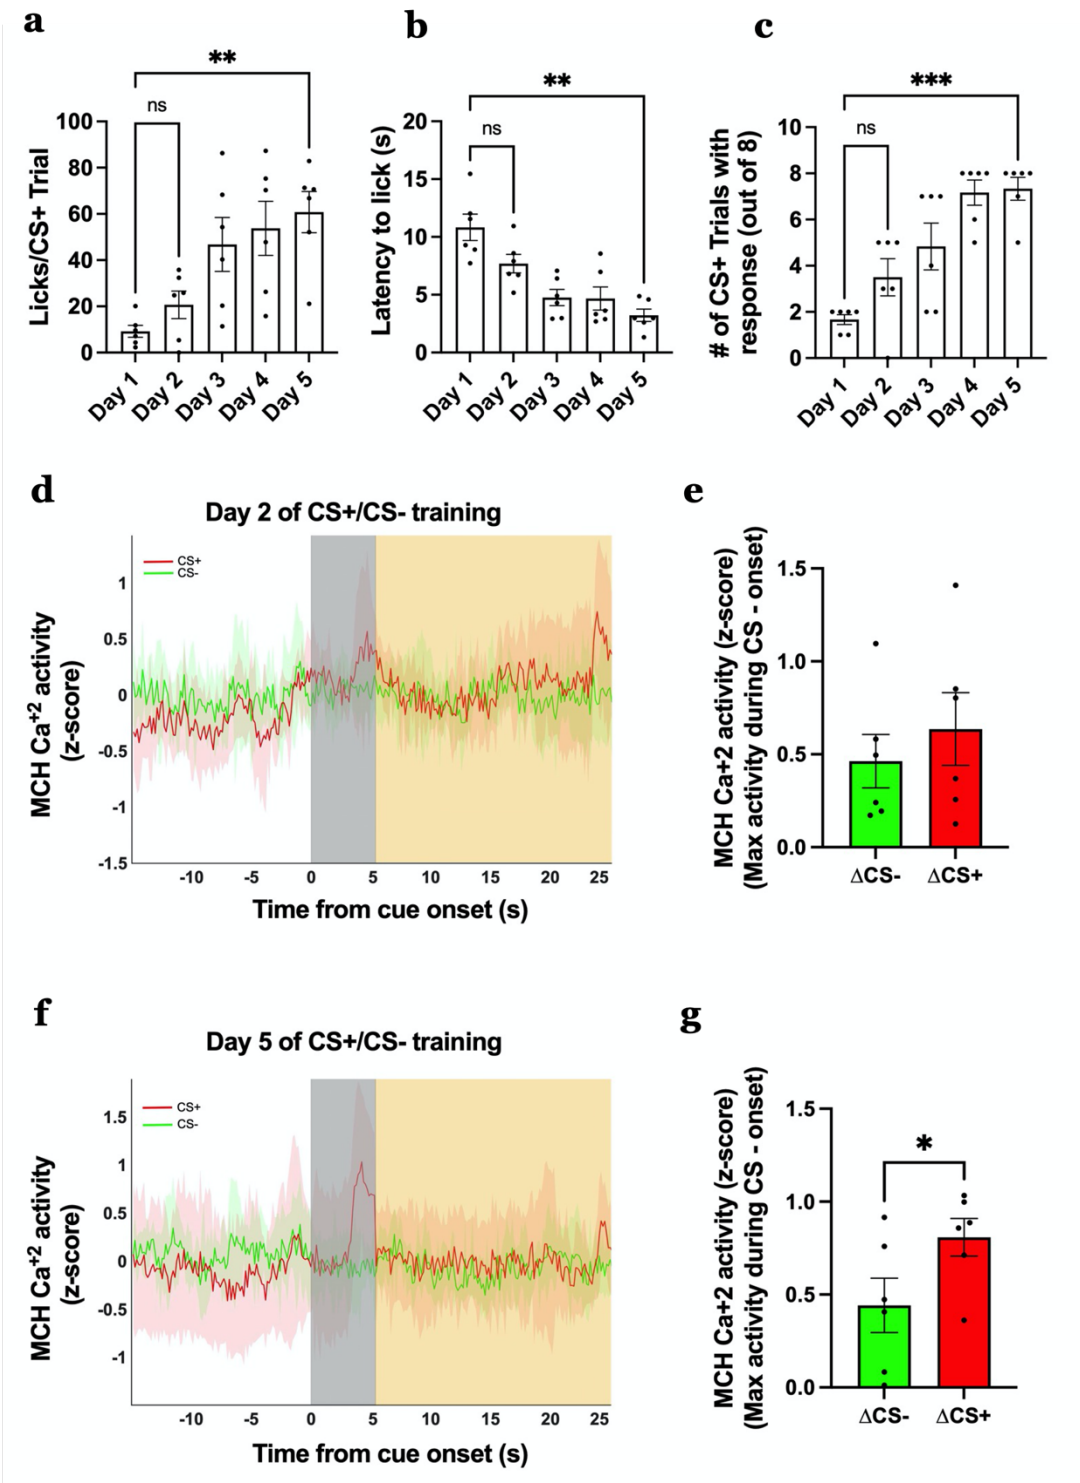 a
**
ns
Licks/CS+ Trial
100
80
60
40
20
0
Day 1
Day 2
Day 3
Day 4
Day 5
b
**
ns
Latency to lick (s)
20
15
10
5
0
Day 1
Day 2
Day 3
Day 4
Day 5
c
***
ns
# of CS+ Trials with
response (out of 8)
10
8
6
4
2
0
Day 1
Day 2
Day 3
Day 4
Day 5
d
Day 2 of CS+/CS- training
CS+
CS-
MCH Ca+2 activity
(z-score)
1
0.5
0
-0.5
-1
-1.5
-10
-5
0
5
10
15
20
25
Time from cue onset (s)
e
MCH Ca+2 activity (z-score)
(Max activity during CS - onset)
1.5
1.0
0.5
0.0
ΔCS-
ΔCS+
f
Day 5 of CS+/CS- training
CS+
CS-
MCH Ca+2 activity
(z-score)
1.5
1
0.5
0
-0.5
-1
-10
-5
0
5
10
15
20
25
Time from cue onset (s)
g
*
MCH Ca+2 activity (z-score)
(Max activity during CS - onset)
1.5
1.0
0.5
0.0
ΔCS-
ΔCS+